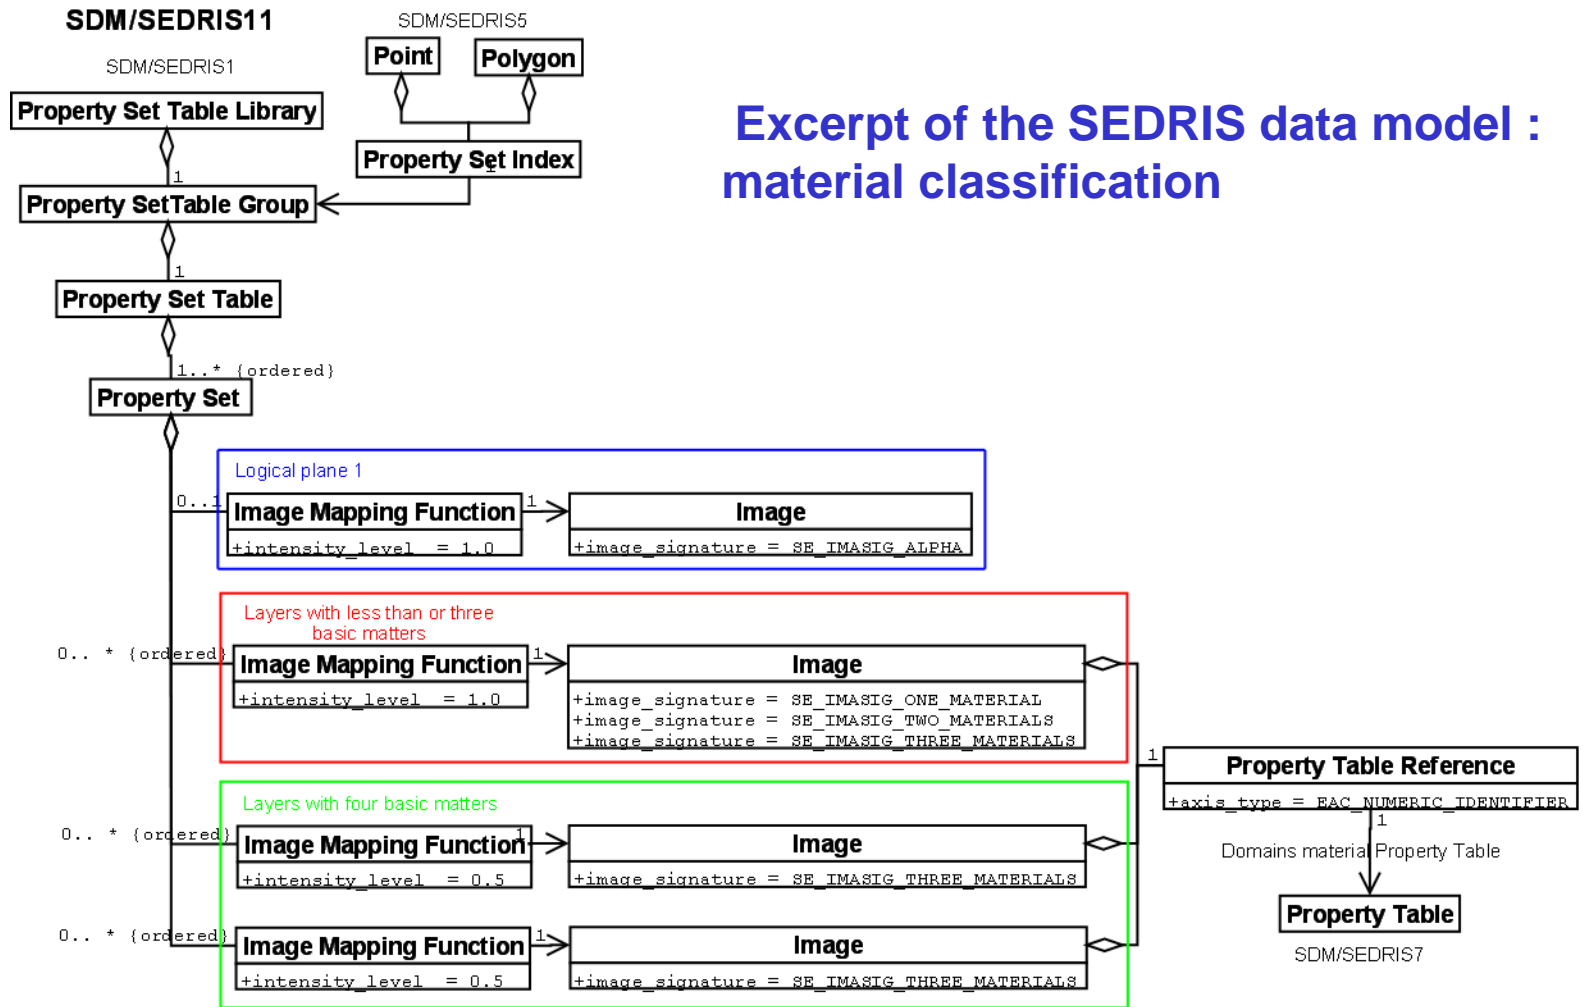 SDM/SEDRIS11
SDM/SEDRIS1
SDM/SEDRIS5
Point
Polygon
Property Set Table Library
Property Set Index
1
1
Property SetTable Group
Excerpt of the SEDRIS data model :
material classification
1
Property Set Table
1..* {ordered}
Property Set
Logical plane 1
0..1
Image Mapping Function
+intensity_level = 1.0
1
Image
+image_signature = SE_IMASIG_ALPHA
Layers with less than or three
basic matters
0.. * {ordered}
Image Mapping Function
+intensity_level = 1.0
1
Image
+image_signature = SE_IMASIG_ONE_MATERIAL
+image_signature = SE_IMASIG_TWO_MATERIALS
+image_signature = SE_IMASIG_THREE_MATERIALS
1
Property Table Reference
+axis_type = EAC_NUMERIC_IDENTIFIER
1
Domains material Property Table
Property Table
SDM/SEDRIS7
Layers with four basic matters
0.. * {ordered}
Image Mapping Function
+intensity_level = 0.5
1
Image
+image_signature = SE_IMASIG_THREE_MATERIALS
0.. * {ordered}
Image Mapping Function
+intensity_level = 0.5
1
Image
+image_signature = SE_IMASIG_THREE_MATERIALS